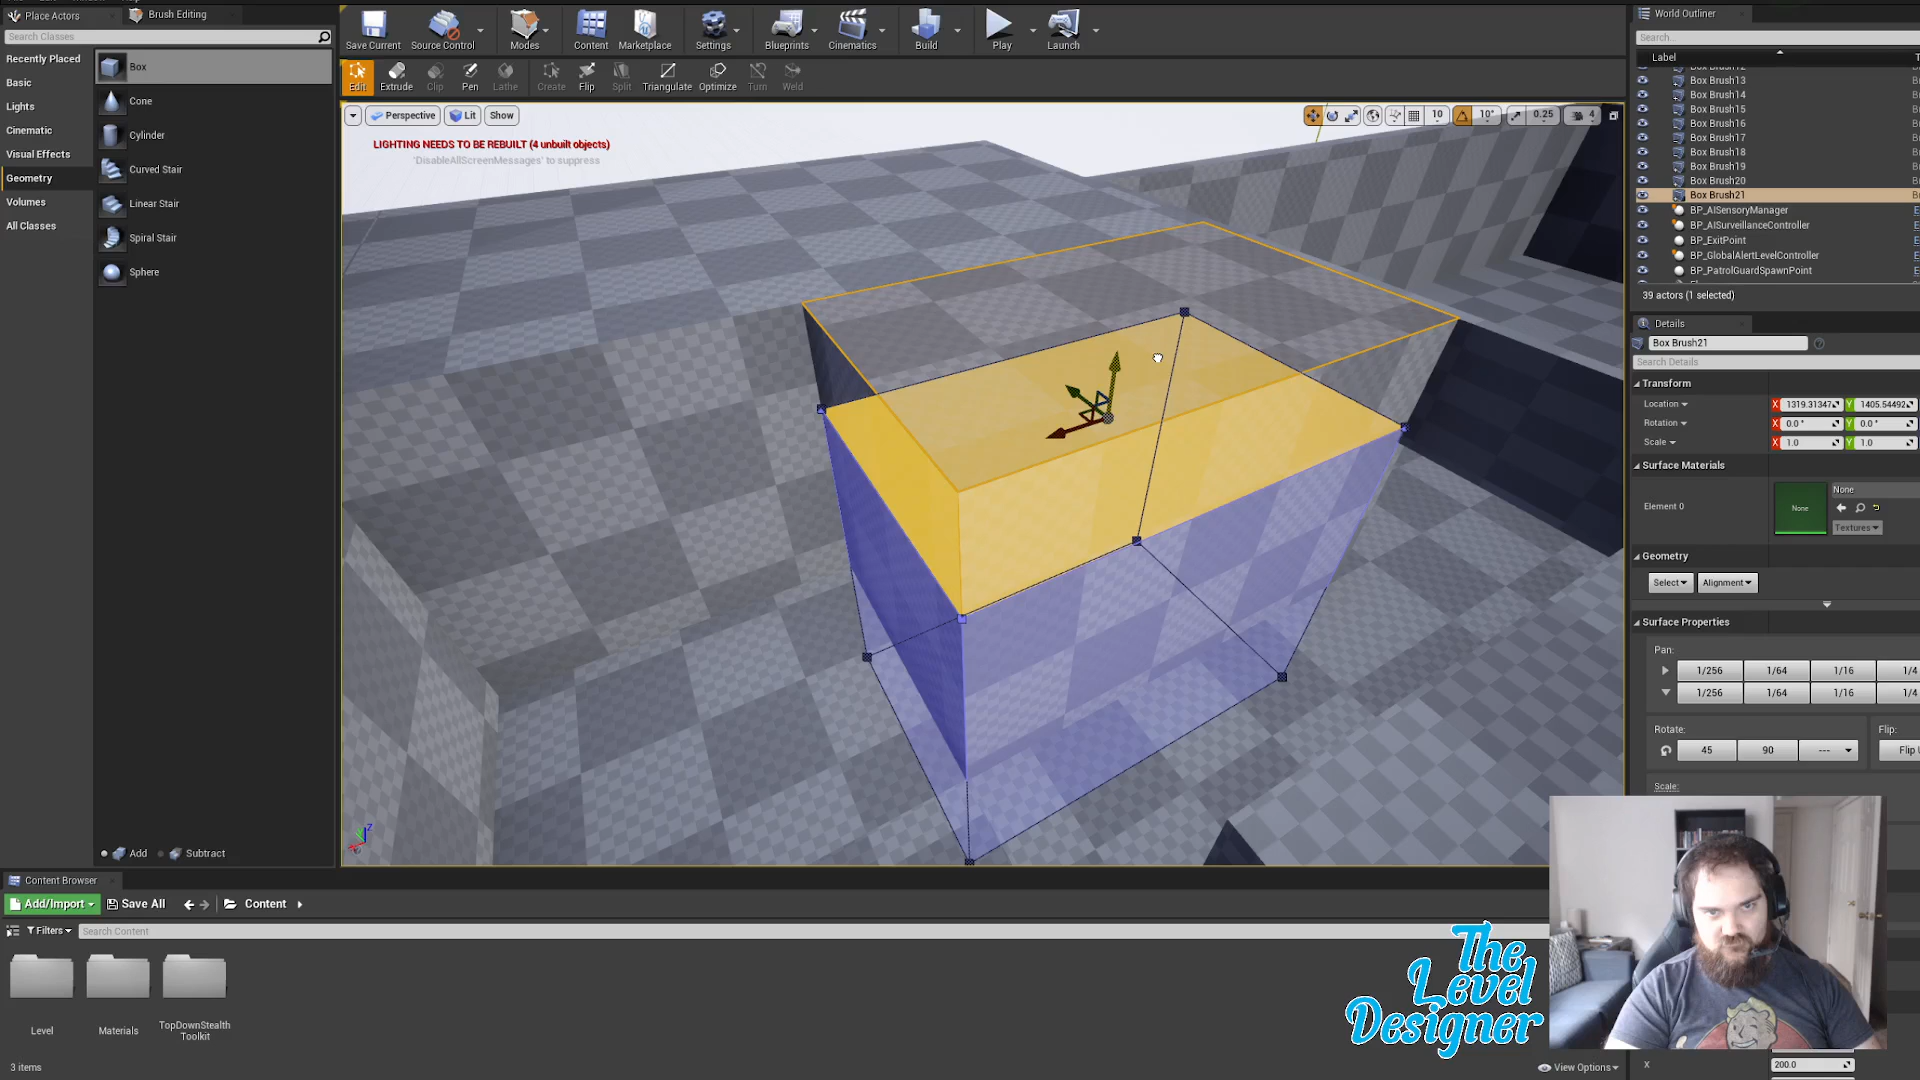 Place Actors
Brush Editing
Search Classes
Recently Placed
Basic
Lights
Cinematic
Visual Effects
Geometry
Volumes
All Classes
Box
Cone
Cylinder
Curved Stair
Linear Stair
Spiral Stair
Sphere
Add
Subtract
Save Current
Source Control
Modes
Content
Marketplace
Settings
Blueprints
Cinematics
Build
Play
Launch
Edit
Extrude
Clip
Pen
Lathe
Create
Flip
Split
Triangulate
Optimize
Turn
Weld
Perspective
Lit
Show
10
10°
0.25
4
LIGHTING NEEDS TO BE REBUILT (4 unbuilt objects)
'DisableAllScreenMessages' to suppress
Z
World Outliner
Search...
Label
Box Brush12
Box Brush13
Box Brush14
Box Brush15
Box Brush16
Box Brush17
Box Brush18
Box Brush19
Box Brush20
Box Brush21
BP_AISensoryManager
BP_AISurveillanceController
BP_ExitPoint
BP_GlobalAlertLevelController
BP_PatrolGuardSpawnPoint
39 actors (1 selected)
Details
Box Brush21
Search Details
Transform
Location
X 1319.31347
Y 1405.54492
Rotation
X 0.0 °
Y 0.0 °
Scale
X 1.0
Y 1.0
Surface Materials
Element 0
None
None
Textures
Geometry
Select
Alignment
Surface Properties
Pan:
1/256 1/64 1/16 1/4
1/256 1/64 1/16 1/4
Rotate:
Flip:
45 90 ---
Flip U
Scale:
X 200.0
Content Browser
Add/Import
Save All
Content
Filters
Search Content
Level
Materials
TopDownStealth
Toolkit
3 items
View Options
The
Level
Designer